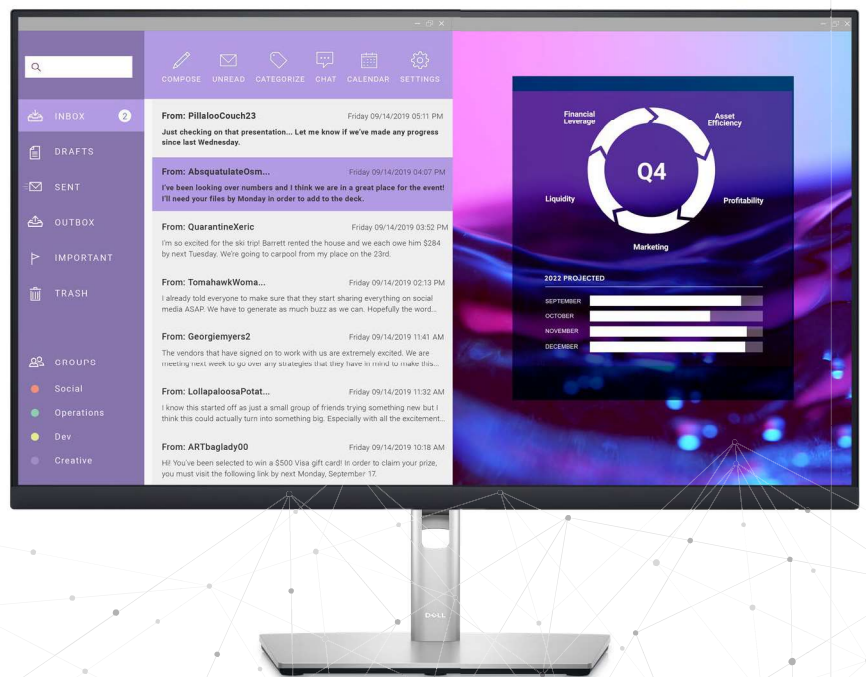 COMPOSE UNREAD CATEGORIZE CHAT CALENDAR SETTINGS
INBOX 2
DRAFTS
SENT
OUTBOX
IMPORTANT
TRASH
GROUPS
Social
Operations
Dev
Creative
From: PillalooCouch23 Friday 09/14/2019 05:11 PM
Just checking on that presentation... Let me know if we've made any progress
since last Wednesday.
From: AbsquatulateOsm... Friday 09/14/2019 04:07 PM
I've been looking over numbers and I think we are in a great place for the event!
I'll need your files by Monday in order to add to the deck.
From: QuarantineXeric Friday 09/14/2019 03:52 PM
I'm so excited for the ski trip! Barrett rented the house and we each owe him $284
by next Tuesday. We're going to carpool from my place on the 23rd.
From: TomahawkWoma... Friday 09/14/2019 02:13 PM
I already told everyone to make sure that they start sharing everything on social
media ASAP. We have to generate as much buzz as we can. Hopefully the word...
From: Georgiemyers2 Friday 09/14/2019 11:41 AM
The vendors that have signed on to work with us are extremely excited. We are
meeting next week to go over any strategies that they have in mind to make this...
From: LollapaloosaPotat... Friday 09/14/2019 11:32 AM
I know this started off as just a small group of friends trying something new but I
think this could actually turn into something big. Especially with all the excitement...
From: ARTbaglady00 Friday 09/14/2019 10:18 AM
Hi! You've been selected to win a $500 Visa gift card! In order to claim your prize,
you must visit the following link by next Monday, September 17.
Financial
Leverage
Asset
Efficiency
Q4
Liquidity
Profitability
Marketing
2022 PROJECTED
SEPTEMBER
OCTOBER
NOVEMBER
DECEMBER
DELL